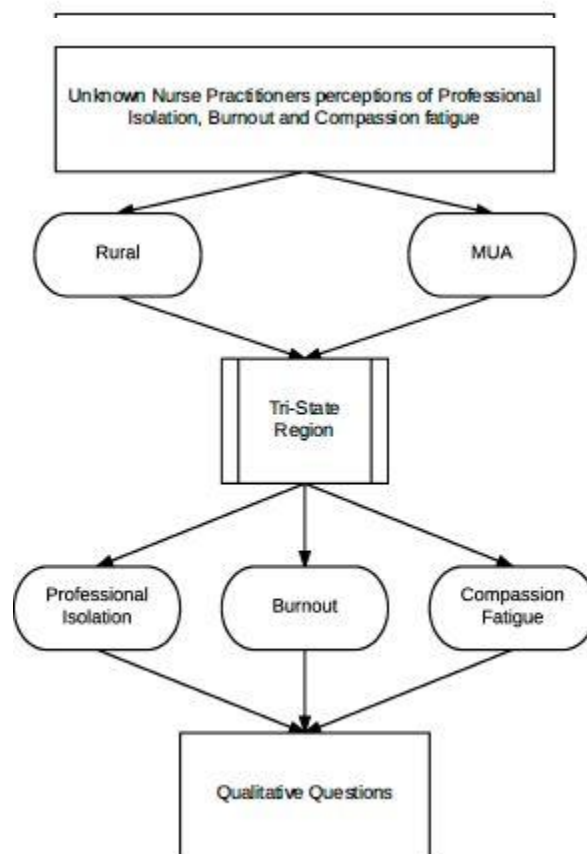 Unknown Nurse Practitioners perceptions of Professional
Isolation, Burnout and Compassion fatigue
Rural
MUA
Tri-State
Region
Professional
Isolation
Burnout
Compassion
Fatigue
Qualitative Questions